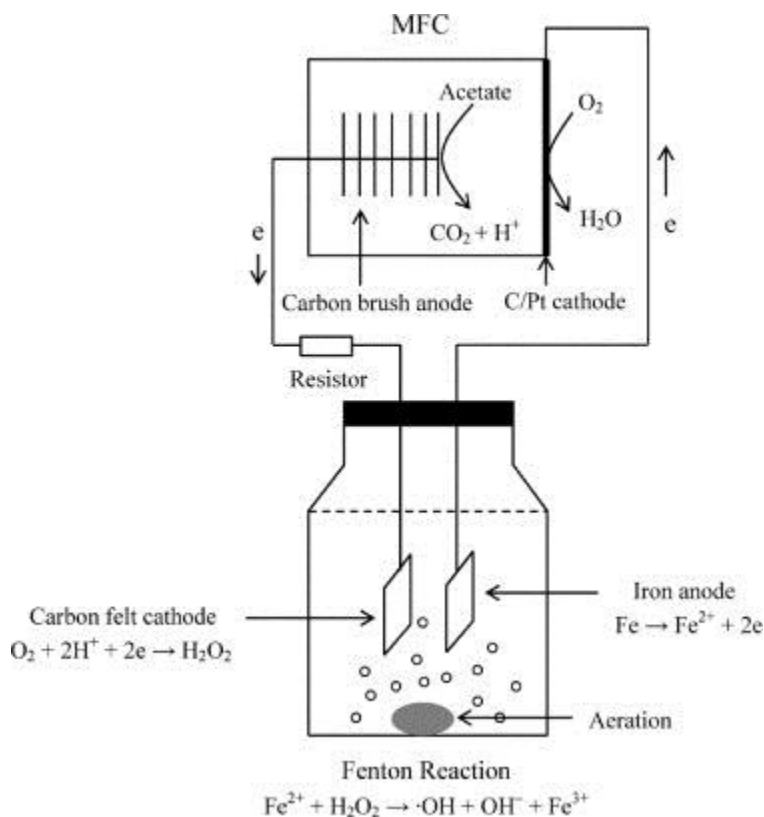 MFC
Acetate
O₂
CO₂ + H⁺
H₂O
e
e
Carbon brush anode
C/Pt cathode
Resistor
Carbon felt cathode
O₂ + 2H⁺ + 2e → H₂O₂
Iron anode
Fe → Fe²⁺ + 2e
Aeration
Fenton Reaction
Fe²⁺ + H₂O₂ → ·OH + OH⁻ + Fe³⁺